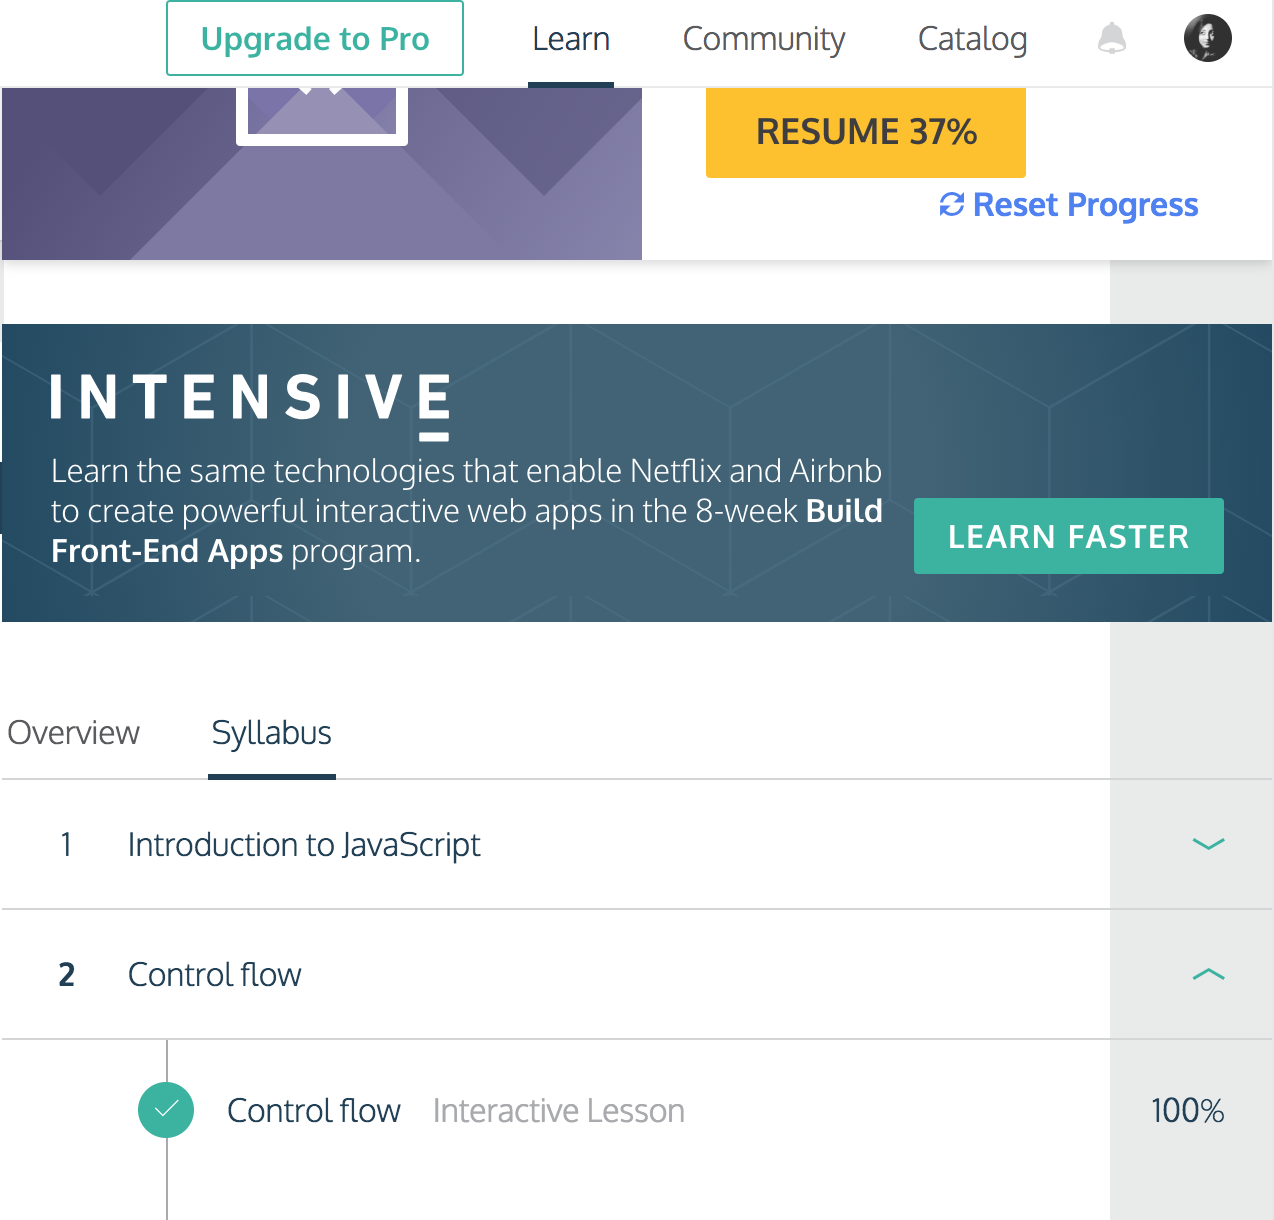 Upgrade to Pro
Learn
Community
Catalog
RESUME 37%
Reset Progress
INTENSIVE
Learn the same technologies that enable Netflix and Airbnb
to create powerful interactive web apps in the 8-week Build
Front-End Apps program.
LEARN FASTER
Overview
Syllabus
1 Introduction to JavaScript
2 Control flow
Control flow Interactive Lesson 100%